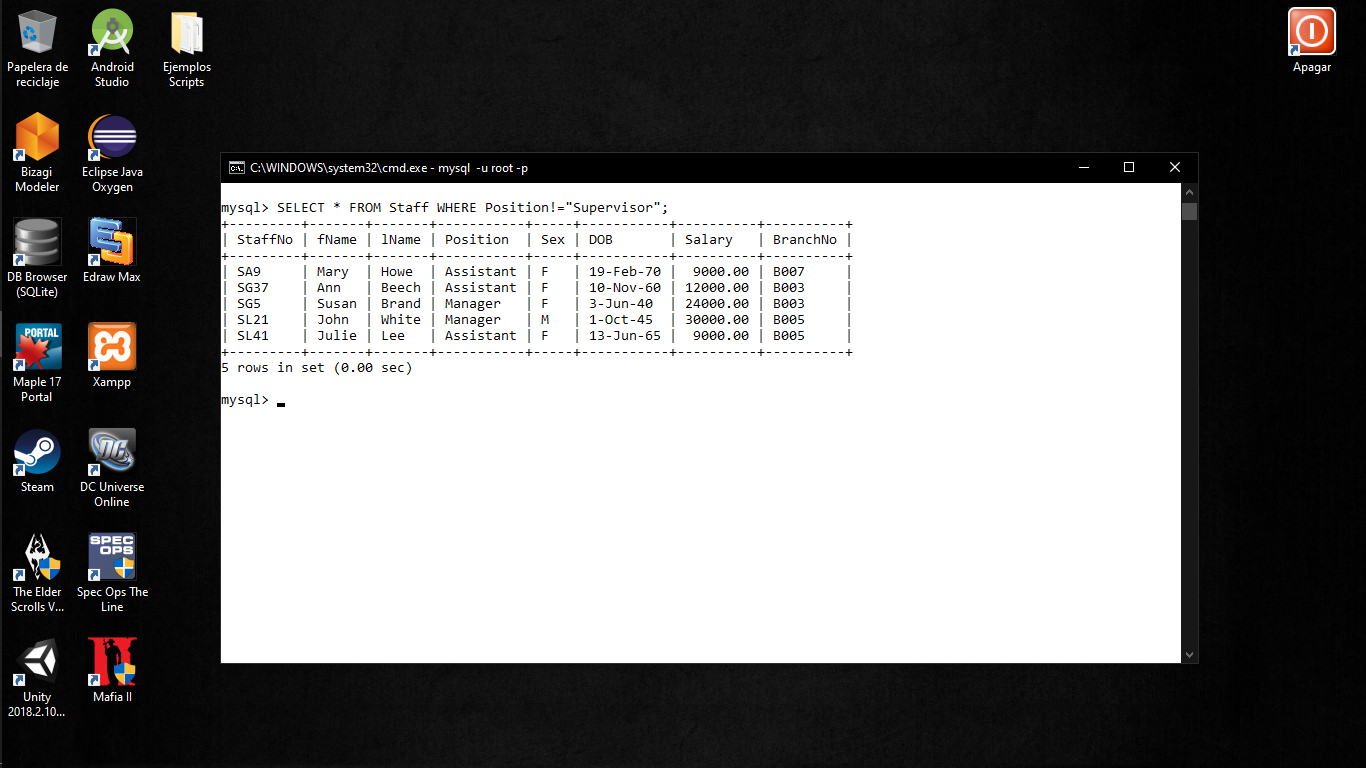 Papelera de
reciclaje
Android
Studio
Ejemplos
Scripts
Apagar
Bizagi
Modeler
Eclipse Java
Oxygen
DB Browser
(SQLite)
Edraw Max
PORTAL
Maple 17
Portal
Xampp
Steam
DC
DC Universe
Online
The Elder
Scrolls V...
SPEC
OPS
Spec Ops The
Line
Unity
2018.2.10...
II
Mafia II
C:\WINDOWS\system32\cmd.exe - mysql  -u root -p
mysql> SELECT * FROM Staff WHERE Position!="Supervisor";
+---------+-------+-------+-----------+-----+-----------+----------+----------+
| StaffNo | fName | lName | Position  | Sex | DOB       | Salary   | BranchNo |
+---------+-------+-------+-----------+-----+-----------+----------+----------+
| SA9     | Mary  | Howe  | Assistant | F   | 19-Feb-70 |  9000.00 | B007     |
| SG37    | Ann   | Beech | Assistant | F   | 10-Nov-60 | 12000.00 | B003     |
| SG5     | Susan | Brand | Manager   | F   | 3-Jun-40  | 24000.00 | B003     |
| SL21    | John  | White | Manager   | M   | 1-Oct-45  | 30000.00 | B005     |
| SL41    | Julie | Lee   | Assistant | F   | 13-Jun-65 |  9000.00 | B005     |
+---------+-------+-------+-----------+-----+-----------+----------+----------+
5 rows in set (0.00 sec)
mysql>